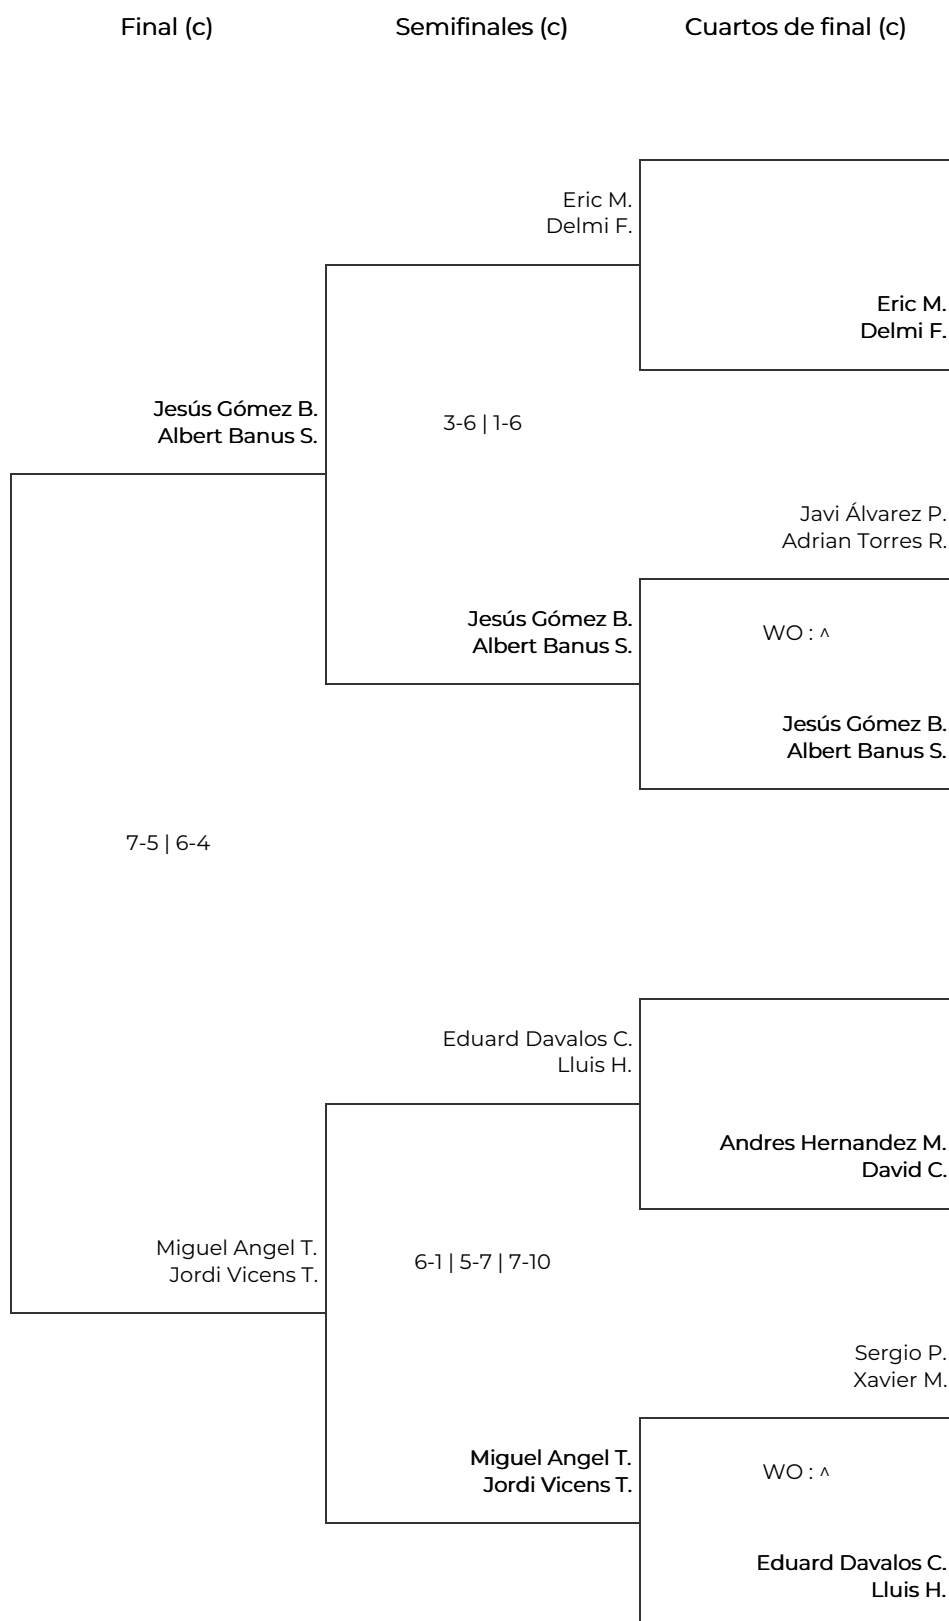 Final (c)
Semifinales (c)
Cuartos de final (c)
Eric M.
Delmi F.
Eric M.
Delmi F.
Jesús Gómez B.
Albert Banus S.
3-6 | 1-6
Javi Álvarez P.
Adrian Torres R.
Jesús Gómez B.
Albert Banus S.
WO : ^
Jesús Gómez B.
Albert Banus S.
7-5 | 6-4
Eduard Davalos C.
Lluis H.
Andres Hernandez M.
David C.
Miguel Angel T.
Jordi Vicens T.
6-1 | 5-7 | 7-10
Sergio P.
Xavier M.
Miguel Angel T.
Jordi Vicens T.
WO : ^
Eduard Davalos C.
Lluis H.